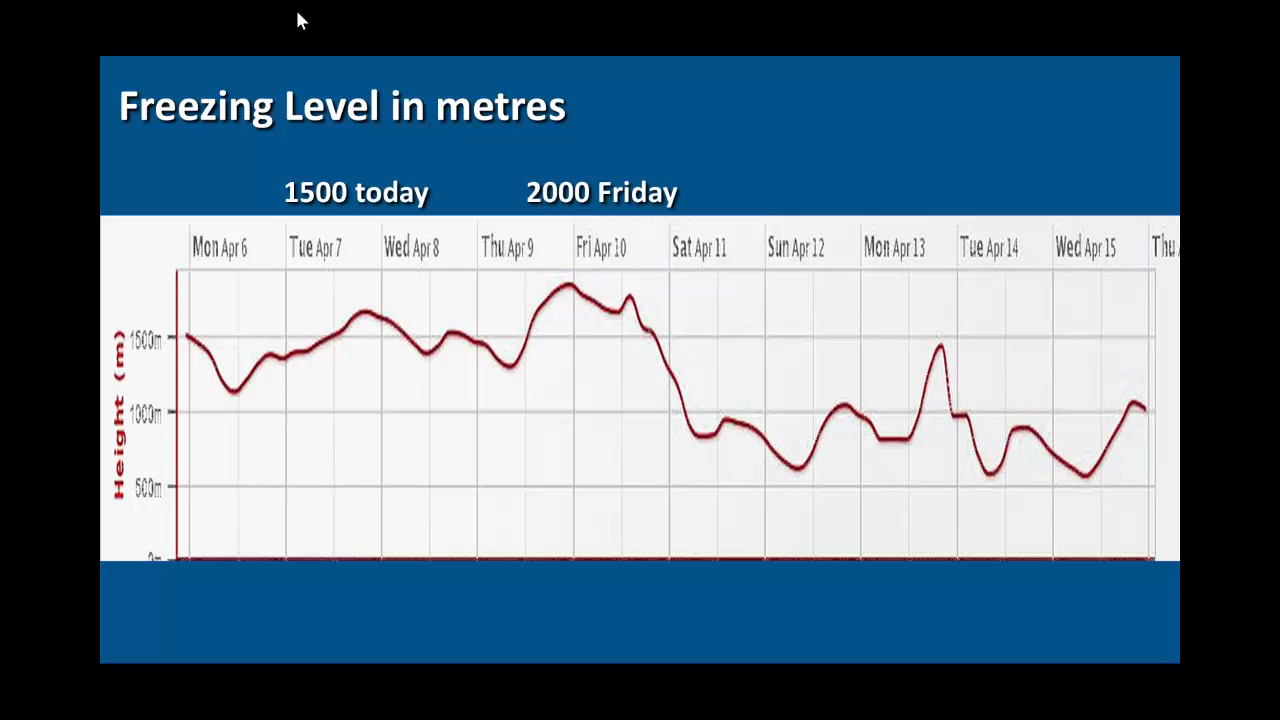 Freezing Level in metres
1500 today 2000 Friday
Mon Apr 6 Tue Apr 7 Wed Apr 8 Thu Apr 9 Fri Apr 10 Sat Apr 11 Sun Apr 12 Mon Apr 13 Tue Apr 14 Wed Apr 15 Thu
Height (m)
1500m
1000m
500m
0m